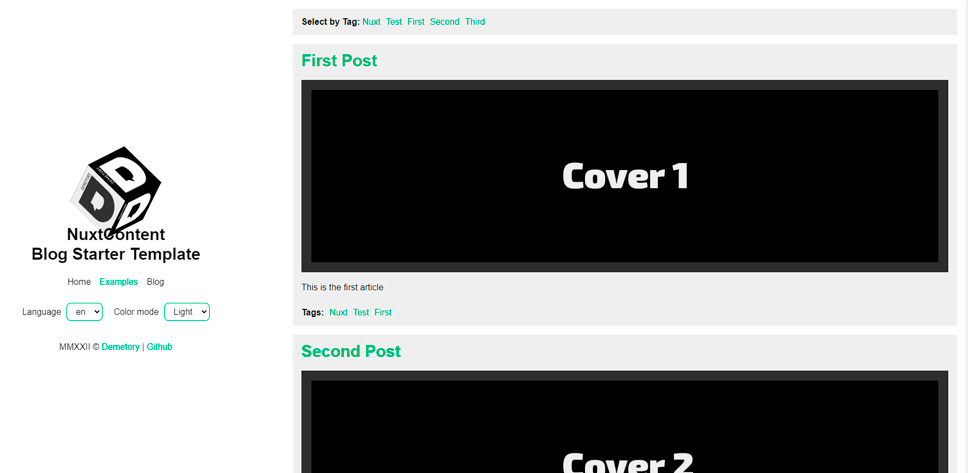 NuxtContent
Blog Starter Template
Home Examples Blog
Language en Color mode Light
MMXXII © Demetory | Github
Select by Tag: Nuxt Test First Second Third
First Post
Cover 1
This is the first article
Tags: Nuxt Test First
Second Post
Cover 2